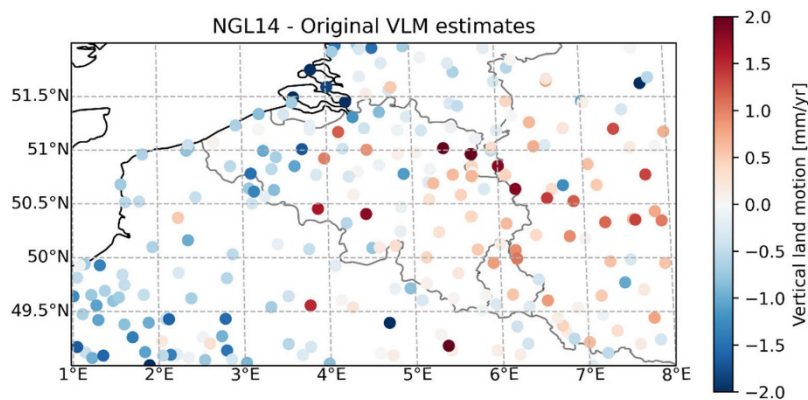 NGL14 - Original VLM estimates
51.5°N
51°N
50.5°N
50°N
49.5°N
1°E 2°E 3°E 4°E 5°E 6°E 7°E 8°E
2.0
1.5
1.0
0.5
0.0
−0.5
−1.0
−1.5
−2.0
Vertical land motion [mm/yr]